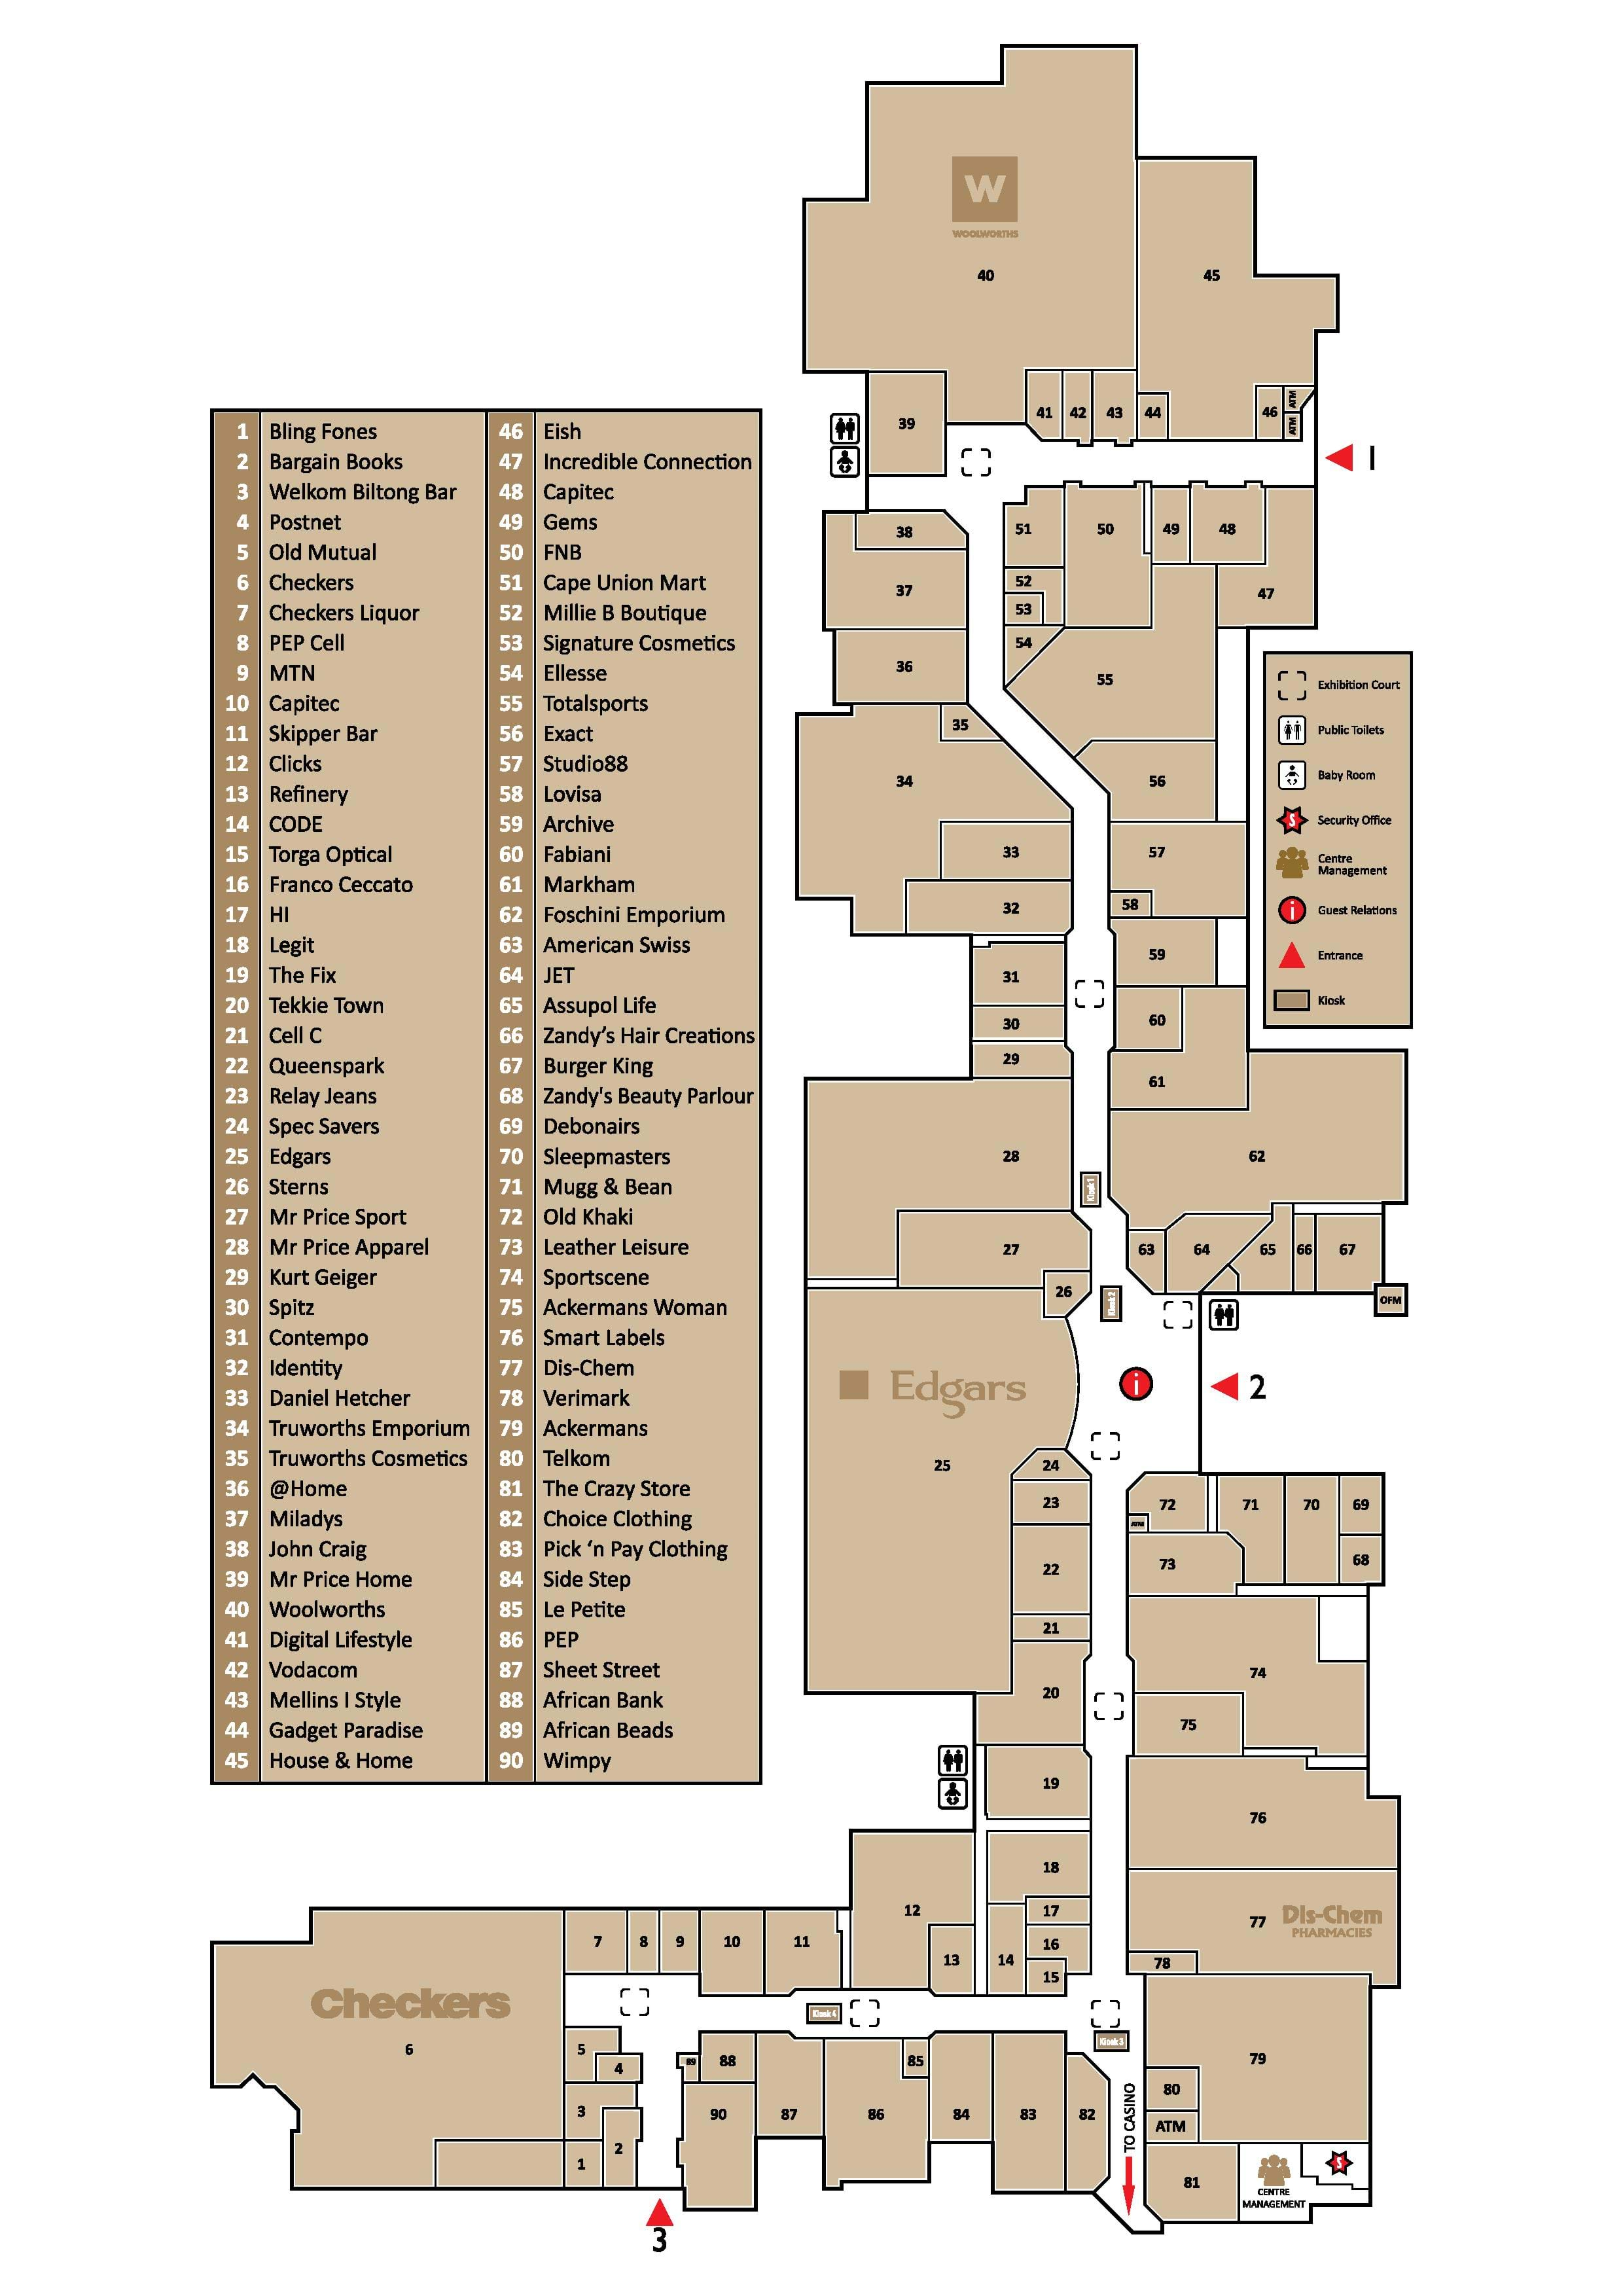 1 Bling Fones
2 Bargain Books
3 Welkom Biltong Bar
4 Postnet
5 Old Mutual
6 Checkers
7 Checkers Liquor
8 PEP Cell
9 MTN
10 Capitec
11 Skipper Bar
12 Clicks
13 Refinery
14 CODE
15 Torga Optical
16 Franco Ceccato
17 HI
18 Legit
19 The Fix
20 Tekkie Town
21 Cell C
22 Queenspark
23 Relay Jeans
24 Spec Savers
25 Edgars
26 Sterns
27 Mr Price Sport
28 Mr Price Apparel
29 Kurt Geiger
30 Spitz
31 Contempo
32 Identity
33 Daniel Hetcher
34 Truworths Emporium
35 Truworths Cosmetics
36 @Home
37 Miladys
38 John Craig
39 Mr Price Home
40 Woolworths
41 Digital Lifestyle
42 Vodacom
43 Mellins I Style
44 Gadget Paradise
45 House & Home
46 Eish
47 Incredible Connection
48 Capitec
49 Gems
50 FNB
51 Cape Union Mart
52 Millie B Boutique
53 Signature Cosmetics
54 Ellesse
55 Totalsports
56 Exact
57 Studio88
58 Lovisa
59 Archive
60 Fabiani
61 Markham
62 Foschini Emporium
63 American Swiss
64 JET
65 Assupol Life
66 Zandy’s Hair Creations
67 Burger King
68 Zandy's Beauty Parlour
69 Debonairs
70 Sleepmasters
71 Mugg & Bean
72 Old Khaki
73 Leather Leisure
74 Sportscene
75 Ackermans Woman
76 Smart Labels
77 Dis-Chem
78 Verimark
79 Ackermans
80 Telkom
81 The Crazy Store
82 Choice Clothing
83 Pick ‘n Pay Clothing
84 Side Step
85 Le Petite
86 PEP
87 Sheet Street
88 African Bank
89 African Beads
90 Wimpy
W
WOOLWORTHS
40
45
39
41
42
43
44
46
ATM
ATM
1
38
51
50
49
48
37
52
53
47
36
54
55
35
34
56
33
57
32
58
59
31
30
60
29
61
28
62
Kiosk 1
27
63
64
65
66
67
26
Kiosk 2
OFM
Edgars
i
2
25
24
23
72
ATM
71
70
69
22
73
68
21
20
74
75
19
76
18
12
17
77
Dis-Chem
PHARMACIES
7
8
9
10
11
13
14
16
15
78
Checkers
6
Kiosk 4
Kiosk 3
5
4
89
88
85
79
3
90
87
86
84
83
82
80
ATM
TO CASINO
1
2
81
S
CENTRE
MANAGEMENT
3
Exhibition Court
Public Toilets
Baby Room
S
Security Office
Centre
Management
i
Guest Relations
Entrance
Kiosk